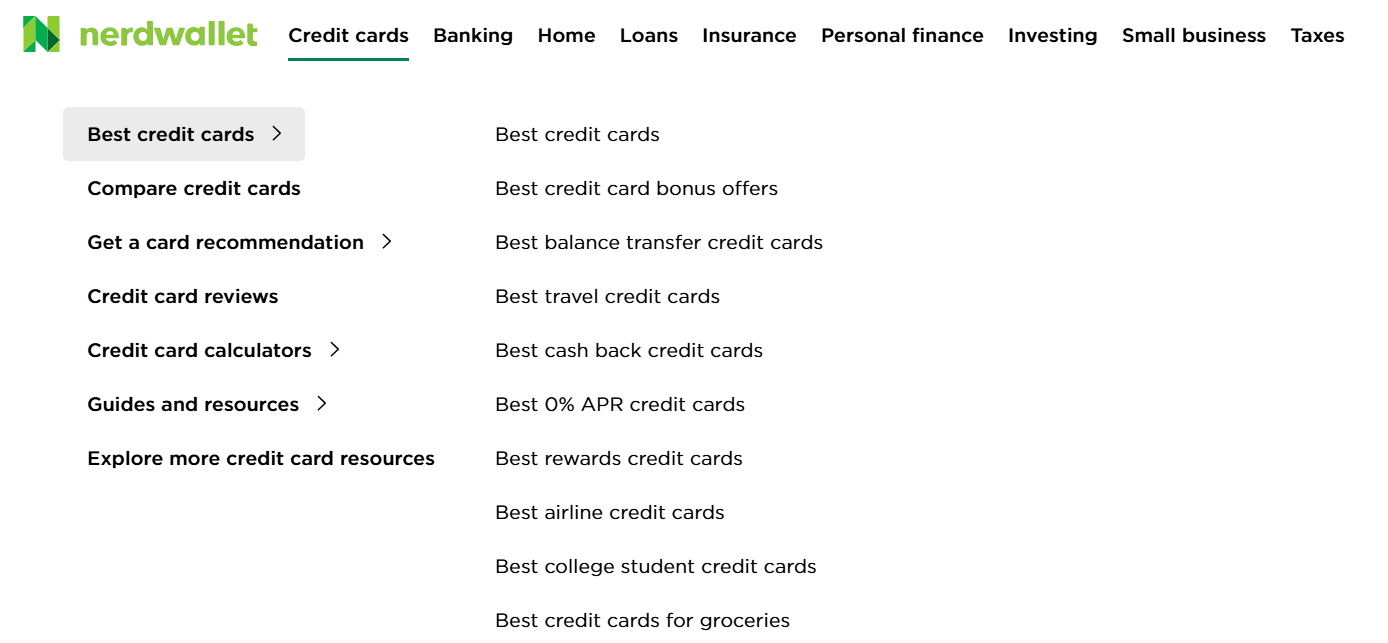 nerdwallet Credit cards Banking Home Loans Insurance Personal finance Investing Small business Taxes
Best credit cards
Compare credit cards
Get a card recommendation
Credit card reviews
Credit card calculators
Guides and resources
Explore more credit card resources
Best credit cards
Best credit card bonus offers
Best balance transfer credit cards
Best travel credit cards
Best cash back credit cards
Best 0% APR credit cards
Best rewards credit cards
Best airline credit cards
Best college student credit cards
Best credit cards for groceries